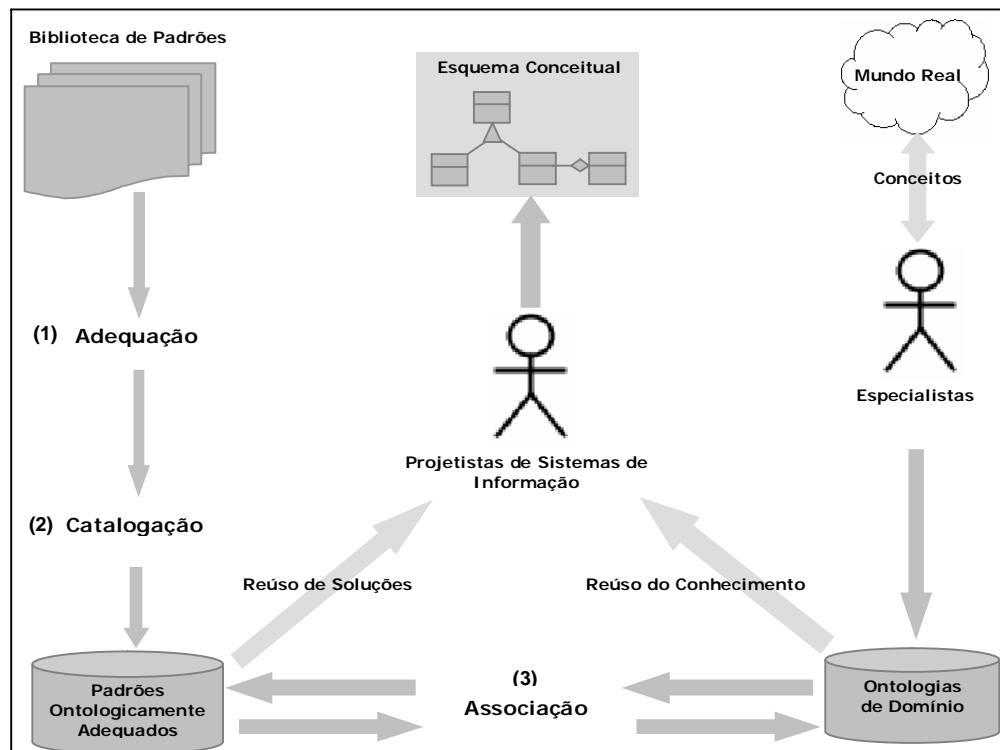 Biblioteca de Padrões
Esquema Conceitual
Mundo Real
Conceitos
(1) Adequação
Especialistas
Projetistas de Sistemas de
Informação
(2) Catalogação
Reúso de Soluções
Reúso do Conhecimento
Padrões
Ontologicamente
Adequados
(3)
Associação
Ontologias
de Domínio